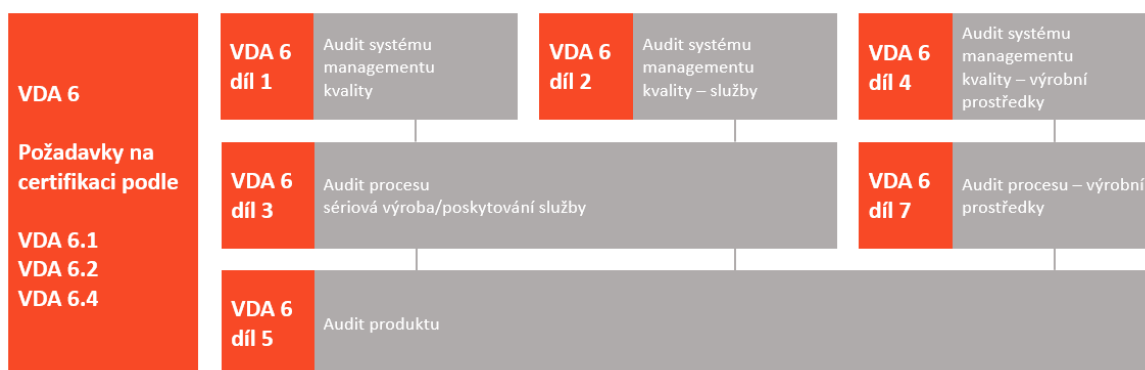 VDA 6
Požadavky na
certifikaci podle
VDA 6.1
VDA 6.2
VDA 6.4
VDA 6
díl 1
Audit systému
managementu
kvality
VDA 6
díl 2
Audit systému
managementu
kvality – služby
VDA 6
díl 4
Audit systému
managementu
kvality – výrobní
prostředky
VDA 6
díl 3
Audit procesu
sériová výroba/poskytování služby
VDA 6
díl 7
Audit procesu – výrobní
prostředky
VDA 6
díl 5
Audit produktu